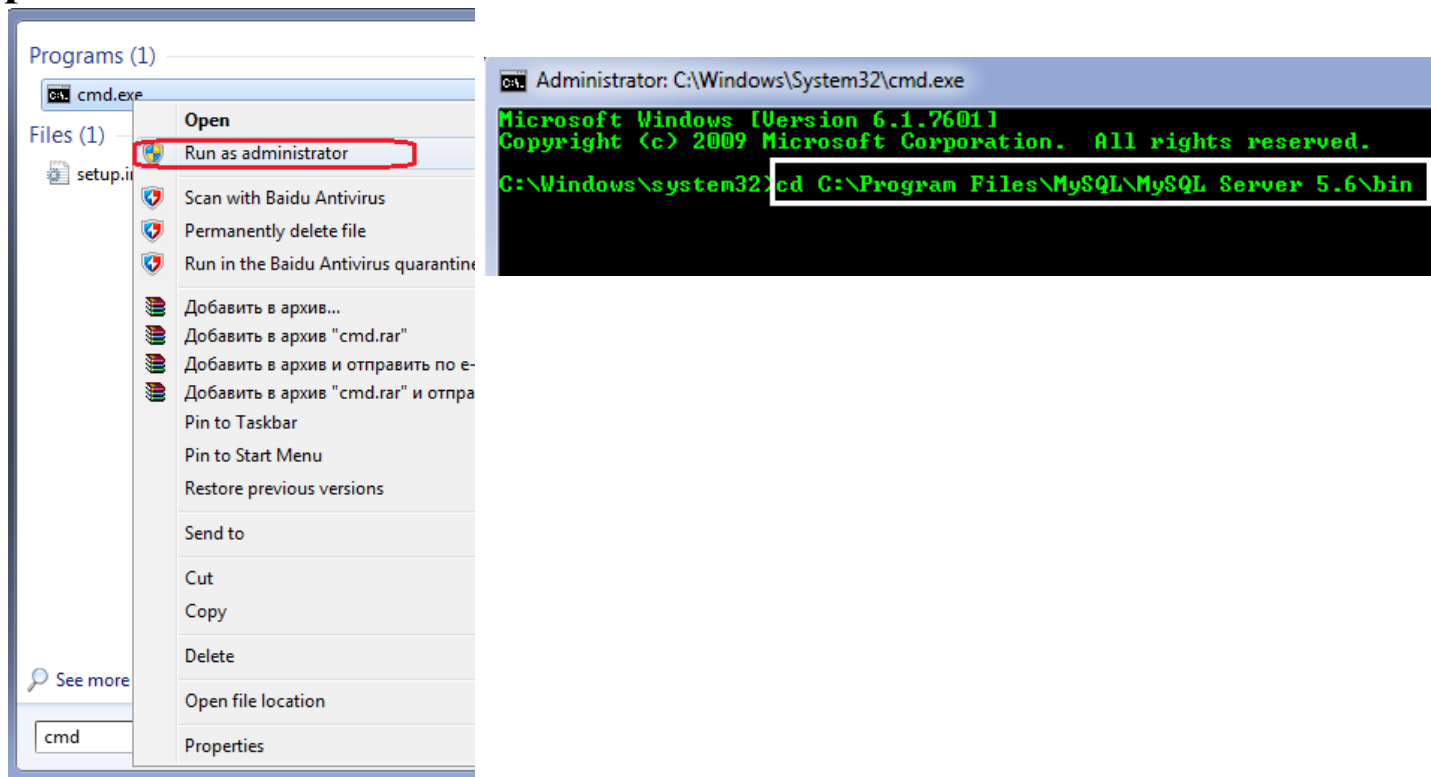 Programs (1)
cmd.exe
Files (1)
setup.i
Open
Run as administrator
Scan with Baidu Antivirus
Permanently delete file
Run in the Baidu Antivirus quarantine
Добавить в архив...
Добавить в архив "cmd.rar"
Добавить в архив и отправить по e-
Добавить в архив "cmd.rar" и отпра
Pin to Taskbar
Pin to Start Menu
Restore previous versions
Send to
Cut
Copy
Delete
Open file location
Properties
See more
cmd
Administrator: C:\Windows\System32\cmd.exe
Microsoft Windows [Version 6.1.7601]
Copyright (c) 2009 Microsoft Corporation. All rights reserved.
C:\Windows\system32>cd C:\Program Files\MySQL\MySQL Server 5.6\bin